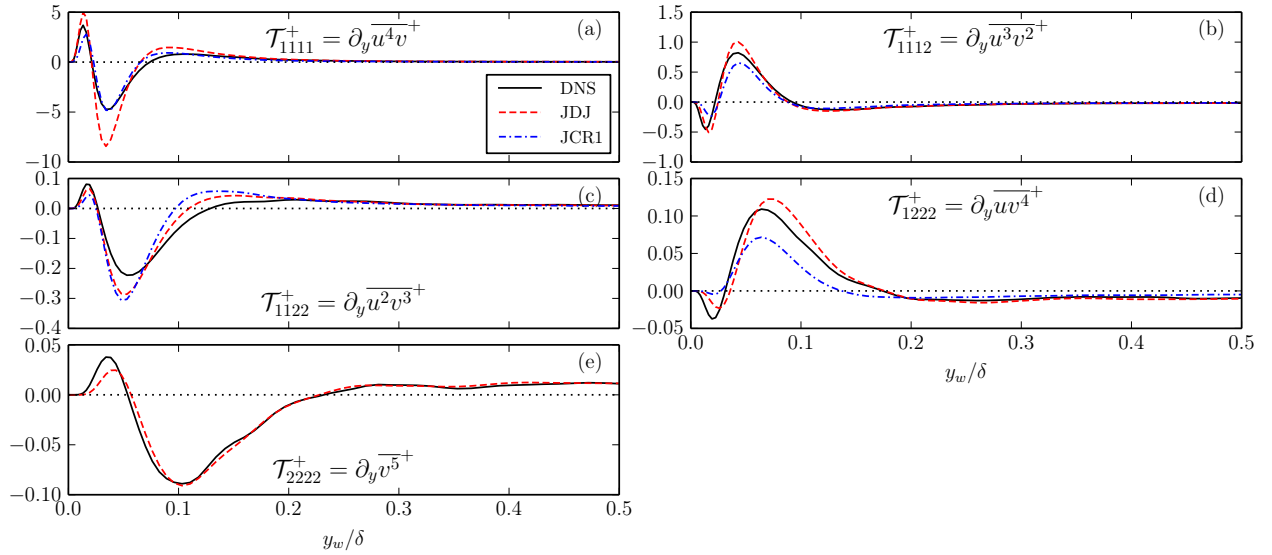 5
0
−5
−10
𝒯⁺₁₁₁₁ = ∂_y \overline{u⁴v}⁺
(a)
DNS
JDJ
JCR1
1.5
1.0
0.5
0.0
−0.5
−1.0
𝒯⁺₁₁₁₂ = ∂_y \overline{u³v²}⁺
(b)
0.1
0.0
−0.1
−0.2
−0.3
−0.4
(c)
𝒯⁺₁₁₂₂ = ∂_y \overline{u²v³}⁺
0.15
0.10
0.05
0.00
−0.05
𝒯⁺₁₂₂₂ = ∂_y \overline{uv⁴}⁺
(d)
0.0 0.1 0.2 0.3 0.4 0.5
y_w/δ
0.05
0.00
−0.05
−0.10
(e)
𝒯⁺₂₂₂₂ = ∂_y \overline{v⁵}⁺
0.0 0.1 0.2 0.3 0.4 0.5
y_w/δ